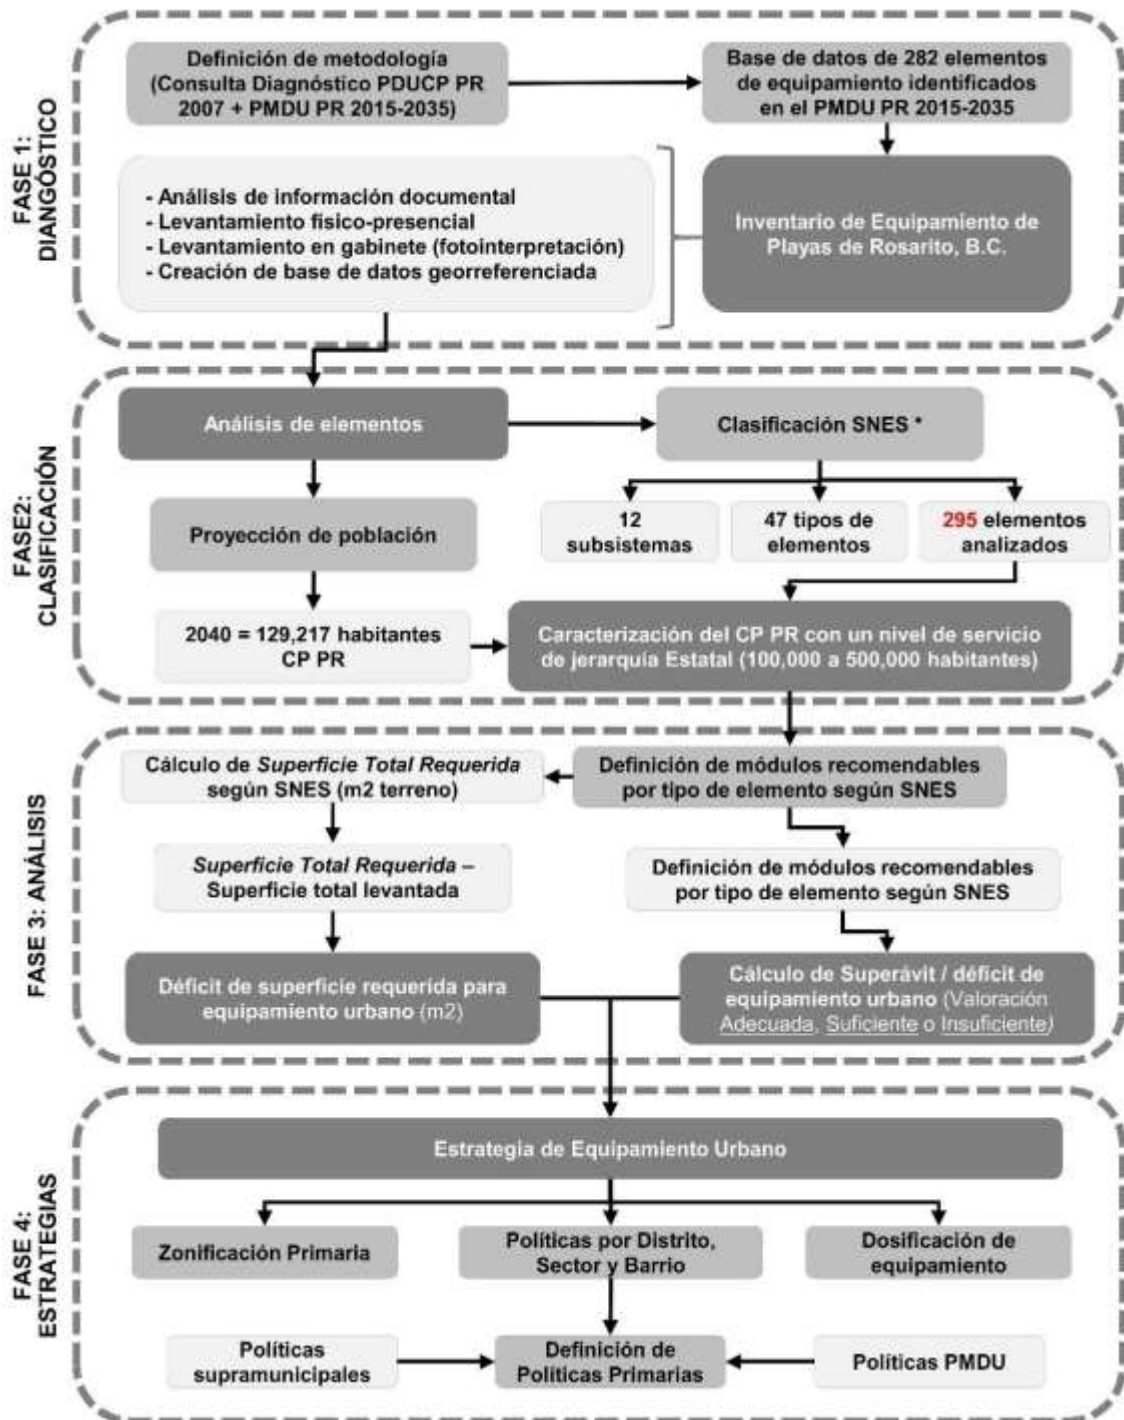 FASE 1:
DIANGÓSTICO
Definición de metodología
(Consulta Diagnóstico PDUCP PR
2007 + PMDU PR 2015-2035)
Base de datos de 282 elementos
de equipamiento identificados
en el PMDU PR 2015-2035
- Análisis de información documental
- Levantamiento físico-presencial
- Levantamiento en gabinete (fotointerpretación)
- Creación de base de datos georreferenciada
Inventario de Equipamiento de
Playas de Rosarito, B.C.
FASE2:
CLASIFICACIÓN
Análisis de elementos
Clasificación SNES *
12
subsistemas
47 tipos de
elementos
295 elementos
analizados
Proyección de población
2040 = 129,217 habitantes
CP PR
Caracterización del CP PR con un nivel de servicio
de jerarquía Estatal (100,000 a 500,000 habitantes)
FASE 3: ANÁLISIS
Cálculo de Superficie Total Requerida
según SNES (m2 terreno)
Definición de módulos recomendables
por tipo de elemento según SNES
Superficie Total Requerida –
Superficie total levantada
Definición de módulos recomendables
por tipo de elemento según SNES
Déficit de superficie requerida para
equipamiento urbano (m2)
Cálculo de Superávit / déficit de
equipamiento urbano (Valoración
Adecuada, Suficiente o Insuficiente)
FASE 4:
ESTRATEGIAS
Estrategia de Equipamiento Urbano
Zonificación Primaria
Políticas por Distrito,
Sector y Barrio
Dosificación de
equipamiento
Políticas
supramunicipales
Definición de
Políticas Primarias
Políticas PMDU